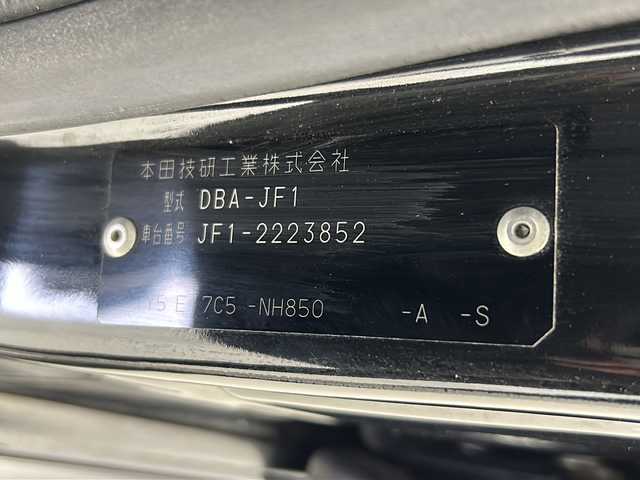 本田技研工業株式会社
型式 DBA-JF1
車台番号 JF1-2223852
Y5 E 7C5 -NH850 -A -S